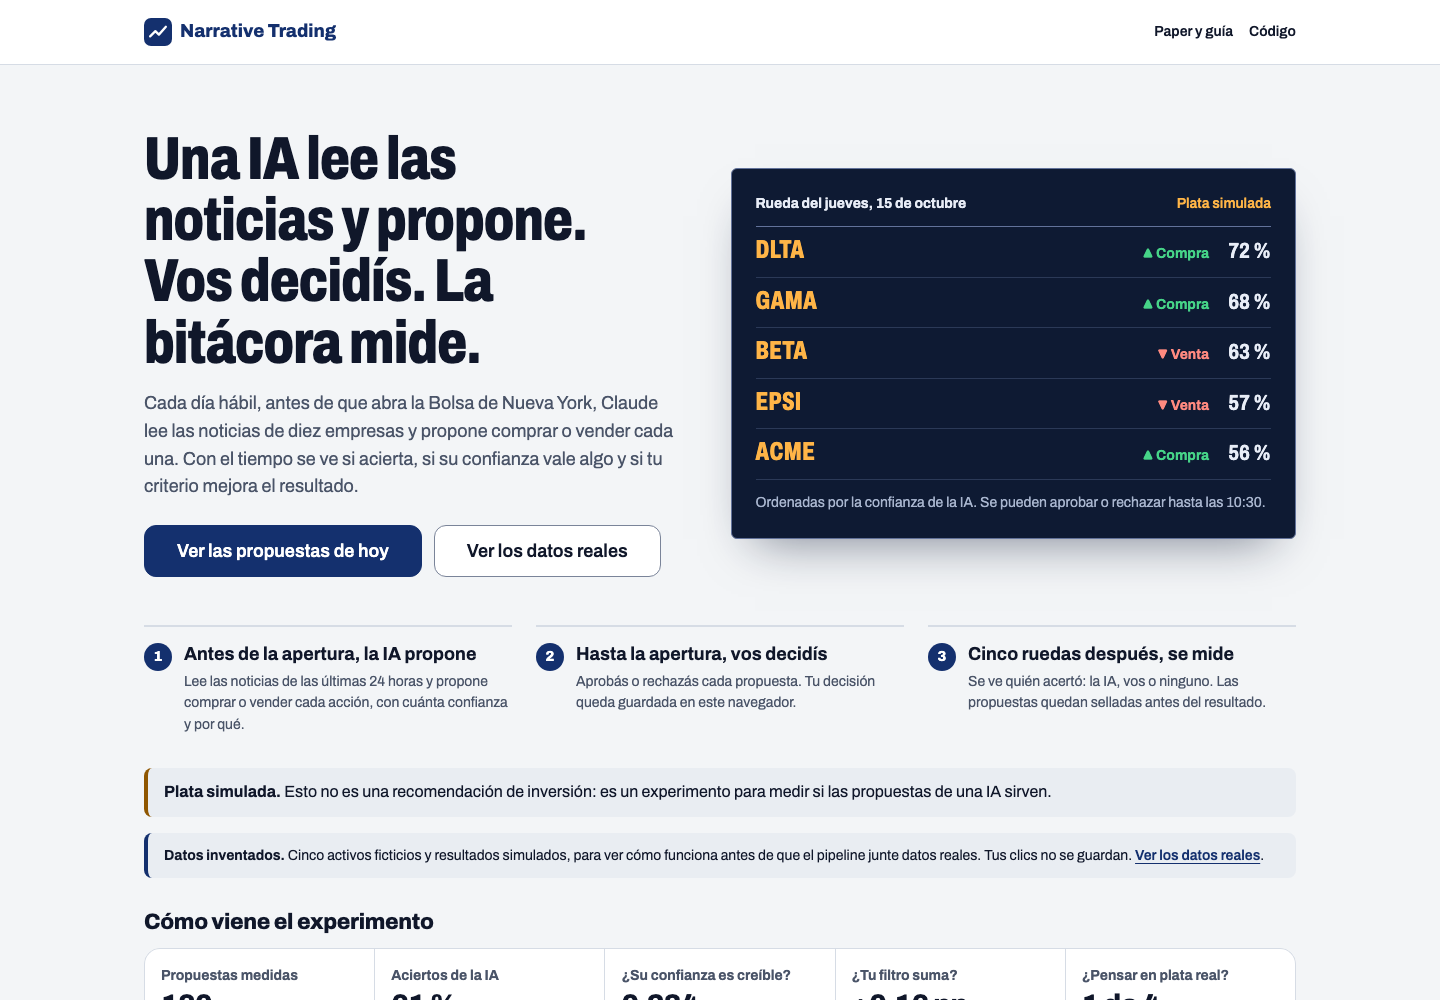 Narrative Trading
Paper y guía
Código
Una IA lee las
noticias y propone.
Vos decidís. La
bitácora mide.
Cada día hábil, antes de que abra la Bolsa de Nueva York, Claude
lee las noticias de diez empresas y propone comprar o vender cada
una. Con el tiempo se ve si acierta, si su confianza vale algo y si tu
criterio mejora el resultado.
Ver las propuestas de hoy
Ver los datos reales
Rueda del jueves, 15 de octubre
Plata simulada
DLTA ▲ Compra 72 %
GAMA ▲ Compra 68 %
BETA ▼ Venta 63 %
EPSI ▼ Venta 57 %
ACME ▲ Compra 56 %
Ordenadas por la confianza de la IA. Se pueden aprobar o rechazar hasta las 10:30.
1 Antes de la apertura, la IA propone
Lee las noticias de las últimas 24 horas y propone
comprar o vender cada acción, con cuánta confianza
y por qué.
2 Hasta la apertura, vos decidís
Aprobás o rechazás cada propuesta. Tu decisión
queda guardada en este navegador.
3 Cinco ruedas después, se mide
Se ve quién acertó: la IA, vos o ninguno. Las
propuestas quedan selladas antes del resultado.
Plata simulada. Esto no es una recomendación de inversión: es un experimento para medir si las propuestas de una IA sirven.
Datos inventados. Cinco activos ficticios y resultados simulados, para ver cómo funciona antes de que el pipeline junte datos reales. Tus clics no se guardan. Ver los datos reales.
Cómo viene el experimento
Propuestas medidas
Aciertos de la IA
¿Su confianza es creíble?
¿Tu filtro suma?
¿Pensar en plata real?